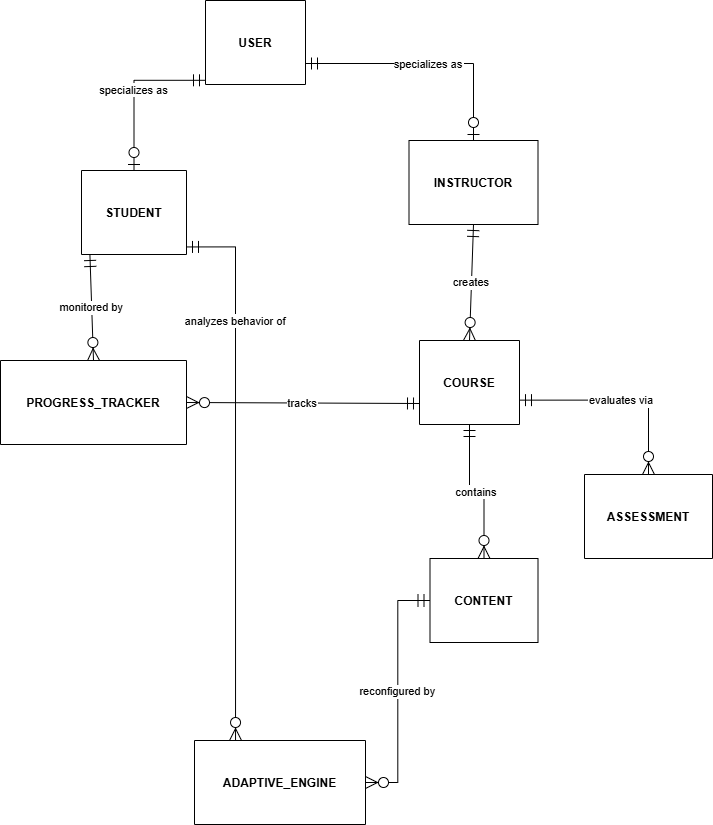 USER
specializes as
specializes as
INSTRUCTOR
STUDENT
creates
monitored by
analyzes behavior of
COURSE
PROGRESS_TRACKER
tracks
evaluates via
contains
ASSESSMENT
CONTENT
reconfigured by
ADAPTIVE_ENGINE